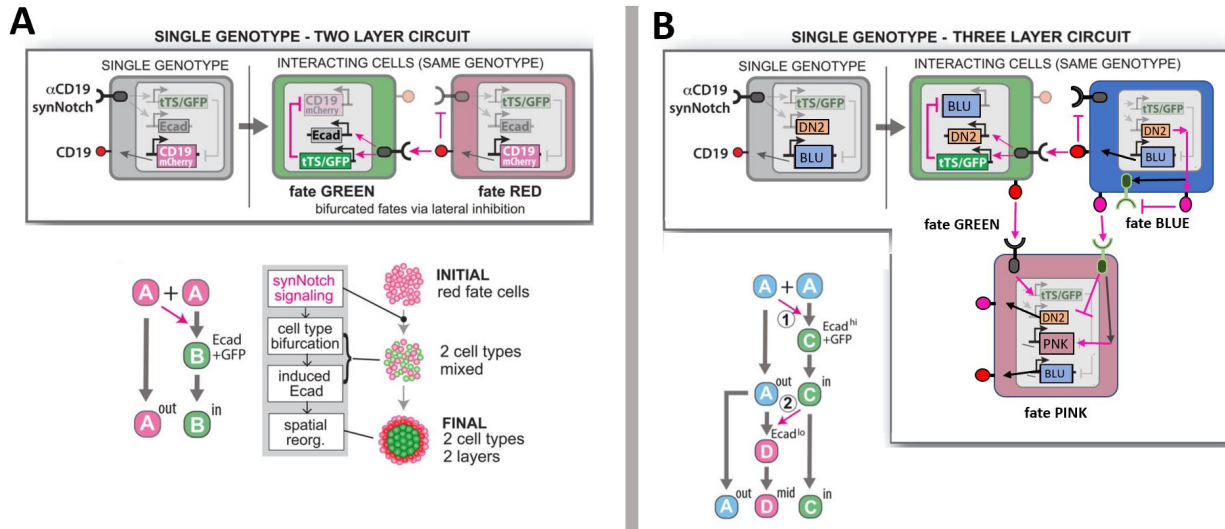 A
SINGLE GENOTYPE - TWO LAYER CIRCUIT
SINGLE GENOTYPE
INTERACTING CELLS (SAME GENOTYPE)
αCD19
synNotch
CD19
tTS/GFP
Ecad
CD19
mCherry
CD19
mCherry
Ecad
tTS/GFP
tTS/GFP
Ecad
CD19
mCherry
fate GREEN
fate RED
bifurcated fates via lateral inhibition
A + A
B
Ecad
+GFP
A out
B in
synNotch
signaling
cell type
bifurcation
induced
Ecad
spatial
reorg.
INITIAL
red fate cells
2 cell types
mixed
FINAL
2 cell types
2 layers
B
SINGLE GENOTYPE - THREE LAYER CIRCUIT
SINGLE GENOTYPE
INTERACTING CELLS (SAME GENOTYPE)
αCD19
synNotch
CD19
tTS/GFP
DN2
BLU
BLU
DN2
tTS/GFP
tTS/GFP
DN2
BLU
fate GREEN
fate BLUE
tTS/GFP
DN2
PNK
BLU
fate PINK
A + A
1
C
Ecad hi
+GFP
A out
C in
2
Ecad lo
D
A out
D mid
C in